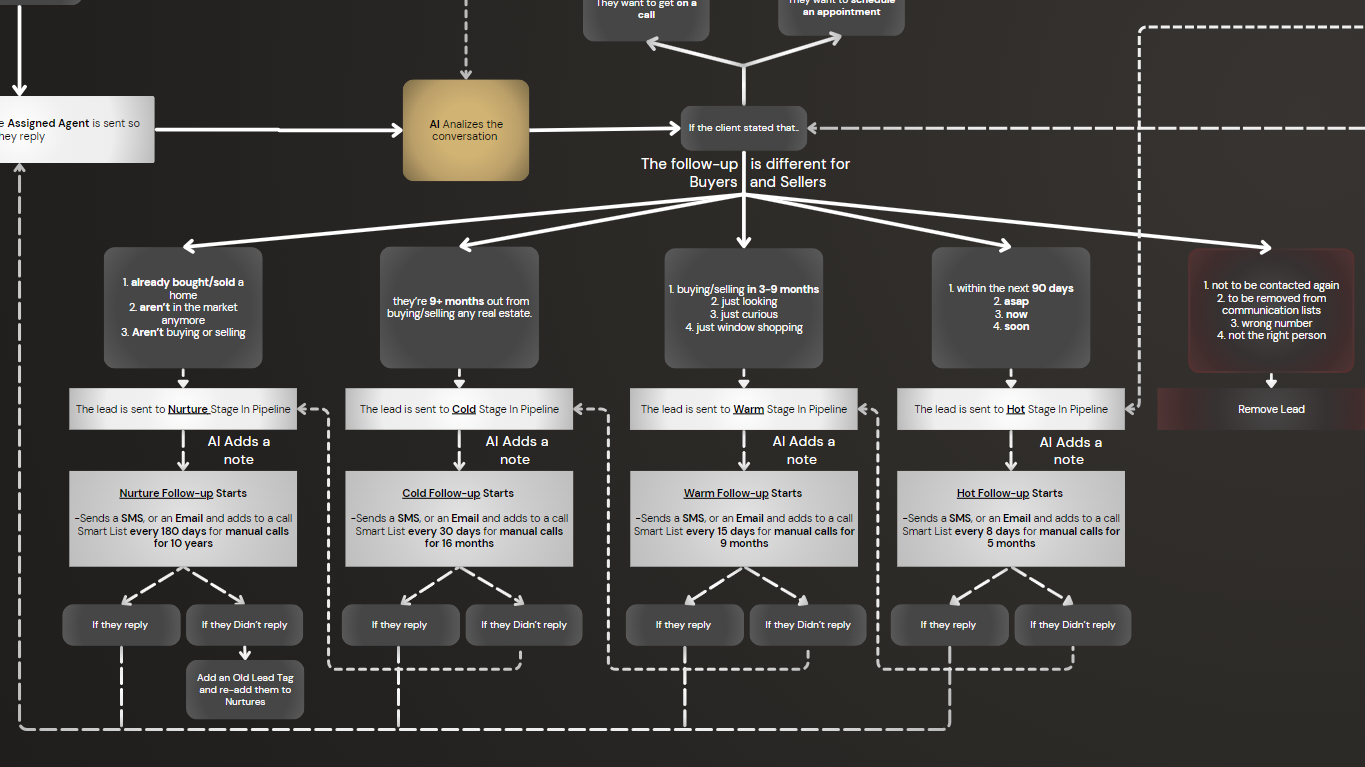 They want to get on a
call
They want to schedule
an appointment
e Assigned Agent is sent so
hey reply
AI Analizes the
conversation
If the client stated that..
The follow-up is different for
Buyers and Sellers
1. already bought/sold a
home
2. aren't in the market
anymore
3. Aren't buying or selling
they're 9+ months out from
buying/selling any real estate.
1. buying/selling in 3-9 months
2. just looking
3. just curious
4. just window shopping
1. within the next 90 days
2. asap
3. now
4. soon
1. not to be contacted again
2. to be removed from
communication lists
3. wrong number
4. not the right person
The lead is sent to Nurture Stage In Pipeline
The lead is sent to Cold Stage In Pipeline
The lead is sent to Warm Stage In Pipeline
The lead is sent to Hot Stage In Pipeline
Remove Lead
AI Adds a
note
AI Adds a
note
AI Adds a
note
AI Adds a
note
Nurture Follow-up Starts
-Sends a SMS, or an Email and adds to a call
Smart List every 180 days for manual calls
for 10 years
Cold Follow-up Starts
-Sends a SMS, or an Email and adds to a call
Smart List every 30 days for manual calls
for 16 months
Warm Follow-up Starts
-Sends a SMS, or an Email and adds to a call
Smart List every 15 days for manual calls for
9 months
Hot Follow-up Starts
-Sends a SMS, or an Email and adds to a call
Smart List every 8 days for manual calls for
5 months
If they reply
If they Didn't reply
If they reply
If they Didn't reply
If they reply
If they Didn't reply
If they reply
If they Didn't reply
Add an Old Lead Tag
and re-add them to
Nurtures